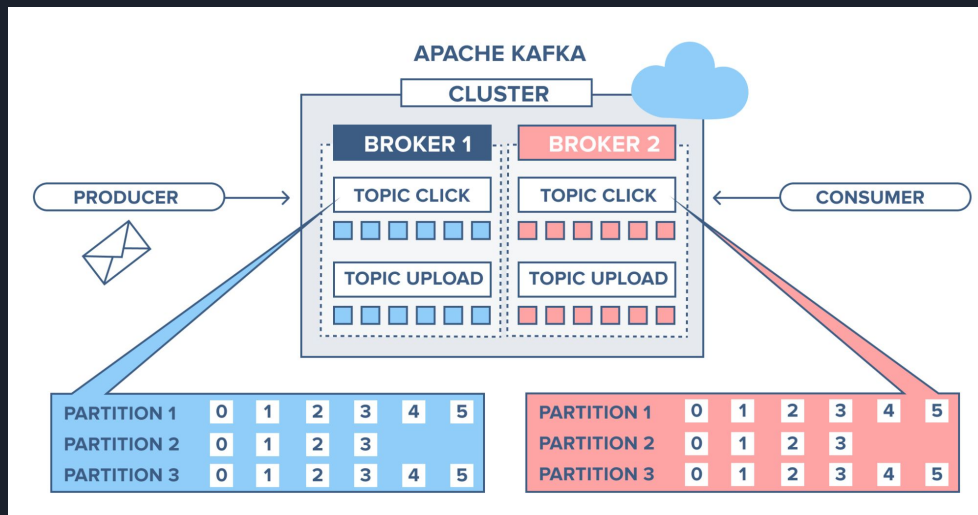 APACHE KAFKA
CLUSTER
BROKER 1
BROKER 2
PRODUCER
TOPIC CLICK
TOPIC CLICK
CONSUMER
TOPIC UPLOAD
TOPIC UPLOAD
PARTITION 1 0 1 2 3 4 5
PARTITION 2 0 1 2 3
PARTITION 3 0 1 2 3 4 5
PARTITION 1 0 1 2 3 4 5
PARTITION 2 0 1 2 3
PARTITION 3 0 1 2 3 4 5